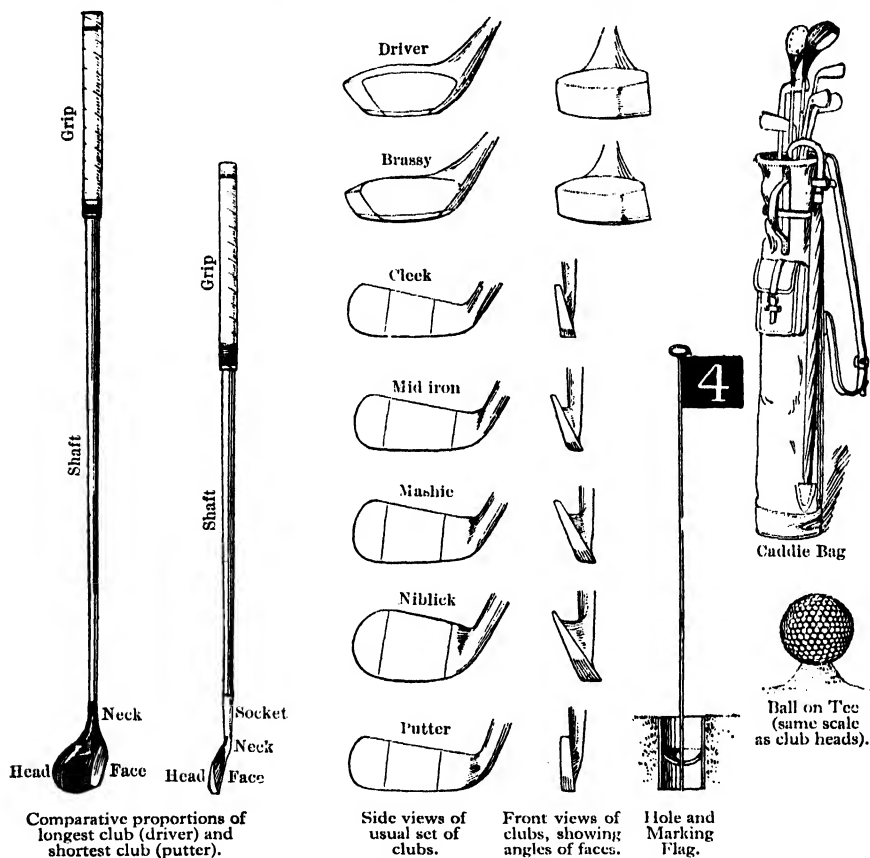 Grip
Shaft
Neck
Head
Face
Grip
Shaft
Socket
Neck
Head
Face
Comparative proportions of
longest club (driver) and
shortest club (putter).
Driver
Brassy
Cleek
Mid iron
Mashie
Niblick
Putter
Side views of
usual set of
clubs.
Front views of
clubs, showing
angles of faces.
4
Hole and
Marking
Flag.
Caddie Bag
Ball on Tee
(same scale
as club heads).